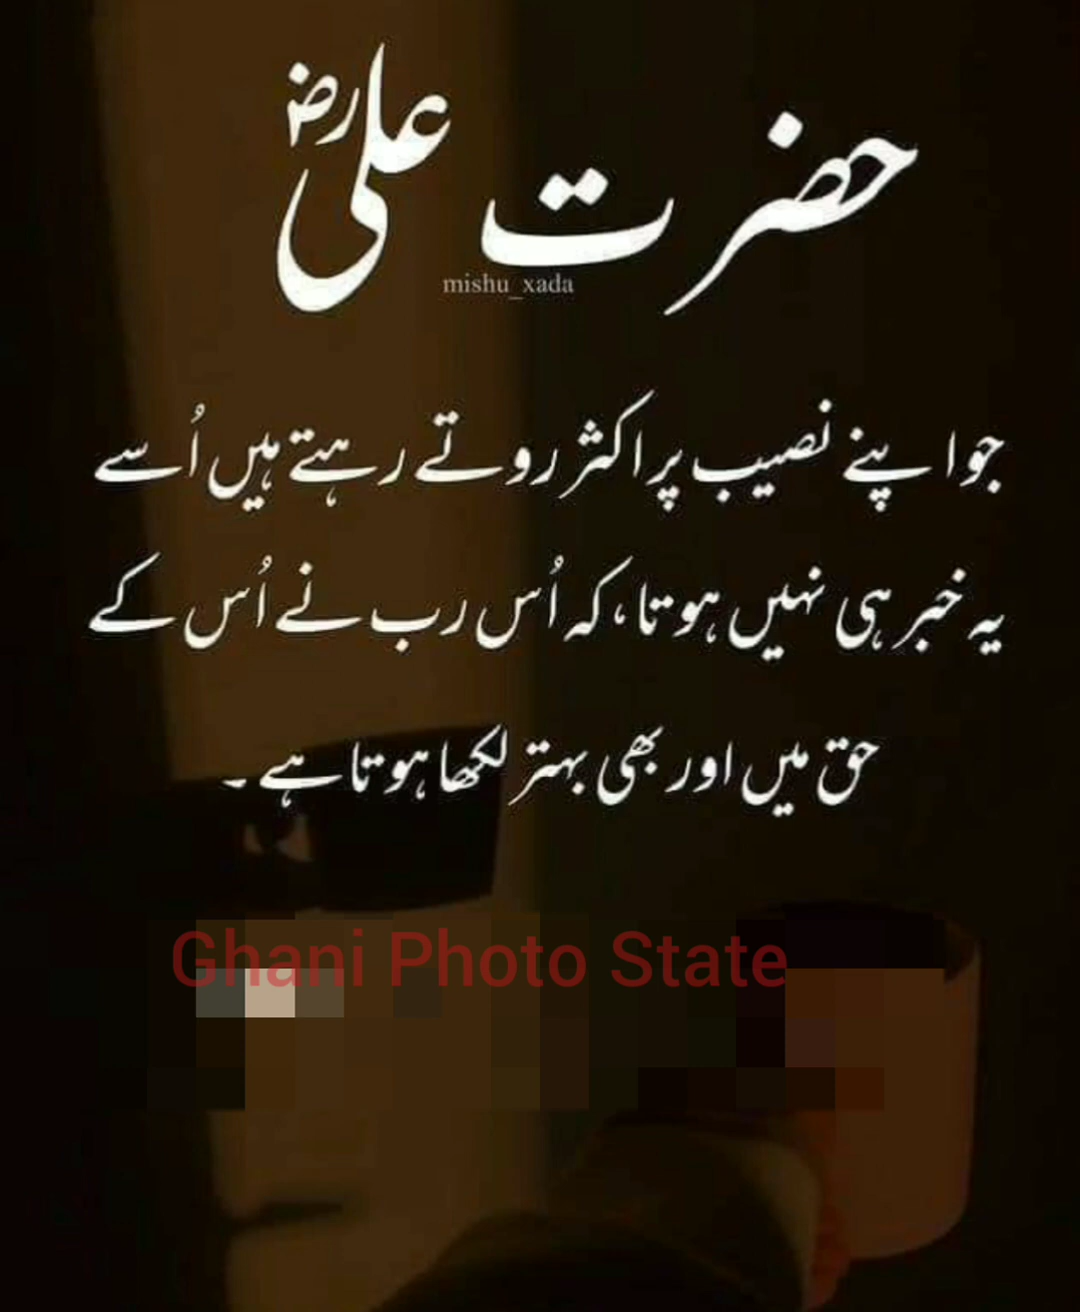 حضرت علیؓ
mishu_xada
جو اپنے نصیب پر اکثر روتے رہتے ہیں اُسے
یہ خبر ہی نہیں ہوتا، کہ اُس رب نے اُس کے
حق میں اور بھی بہتر لکھا ہوتا ہے ۔
Ghani Photo State